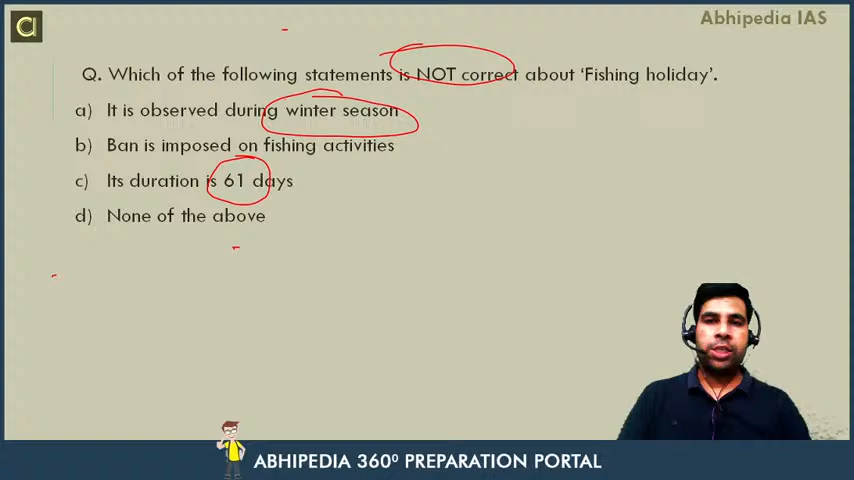 Abhipedia IAS
Q. Which of the following statements is NOT correct about ‘Fishing holiday’.
a) It is observed during winter season
b) Ban is imposed on fishing activities
c) Its duration is 61 days
d) None of the above
ABHIPEDIA 360⁰ PREPARATION PORTAL